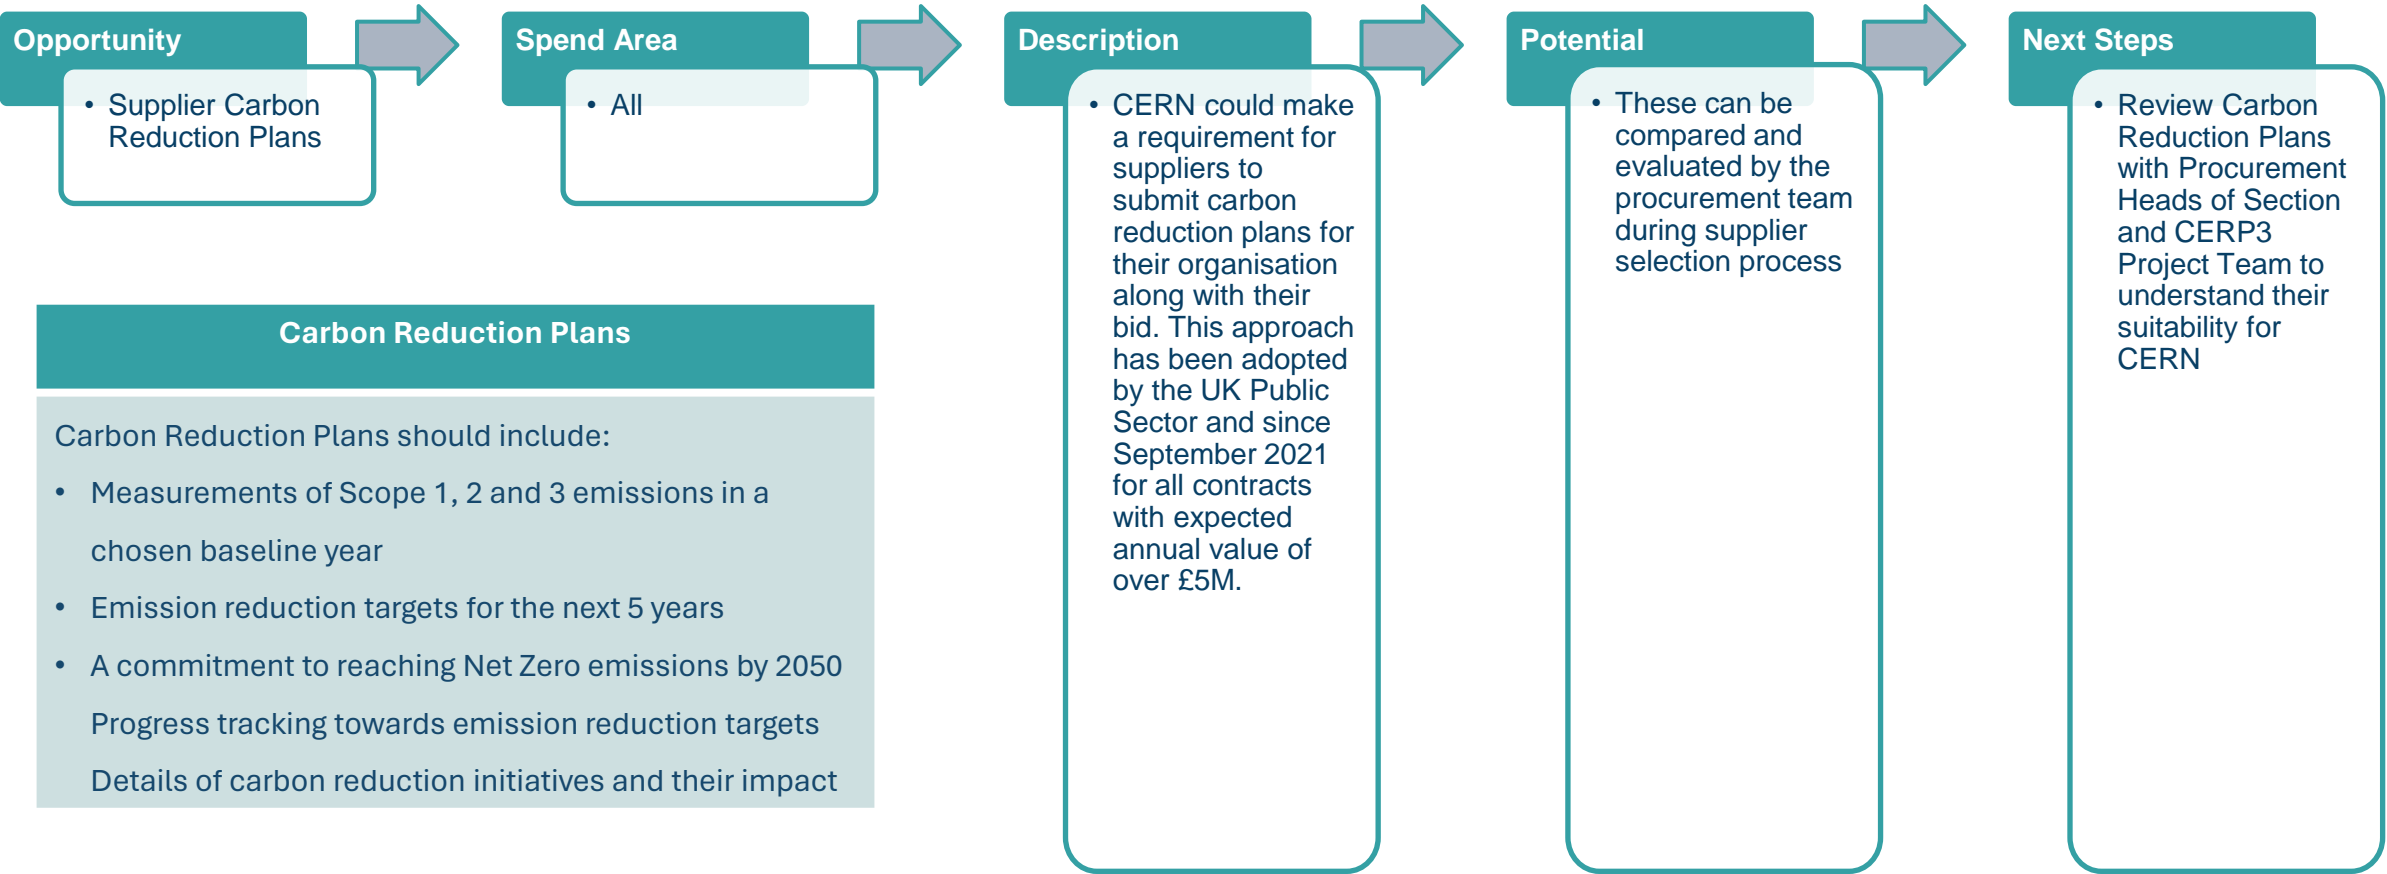 Opportunity
• Supplier Carbon
Reduction Plans
Spend Area
• All
Description
• CERN could make
a requirement for
suppliers to
submit carbon
reduction plans for
their organisation
along with their
bid. This approach
has been adopted
by the UK Public
Sector and since
September 2021
for all contracts
with expected
annual value of
over £5M.
Potential
• These can be
compared and
evaluated by the
procurement team
during supplier
selection process
Next Steps
• Review Carbon
Reduction Plans
with Procurement
Heads of Section
and CERP3
Project Team to
understand their
suitability for
CERN
Carbon Reduction Plans
Carbon Reduction Plans should include:
• Measurements of Scope 1, 2 and 3 emissions in a
chosen baseline year
• Emission reduction targets for the next 5 years
• A commitment to reaching Net Zero emissions by 2050
Progress tracking towards emission reduction targets
Details of carbon reduction initiatives and their impact